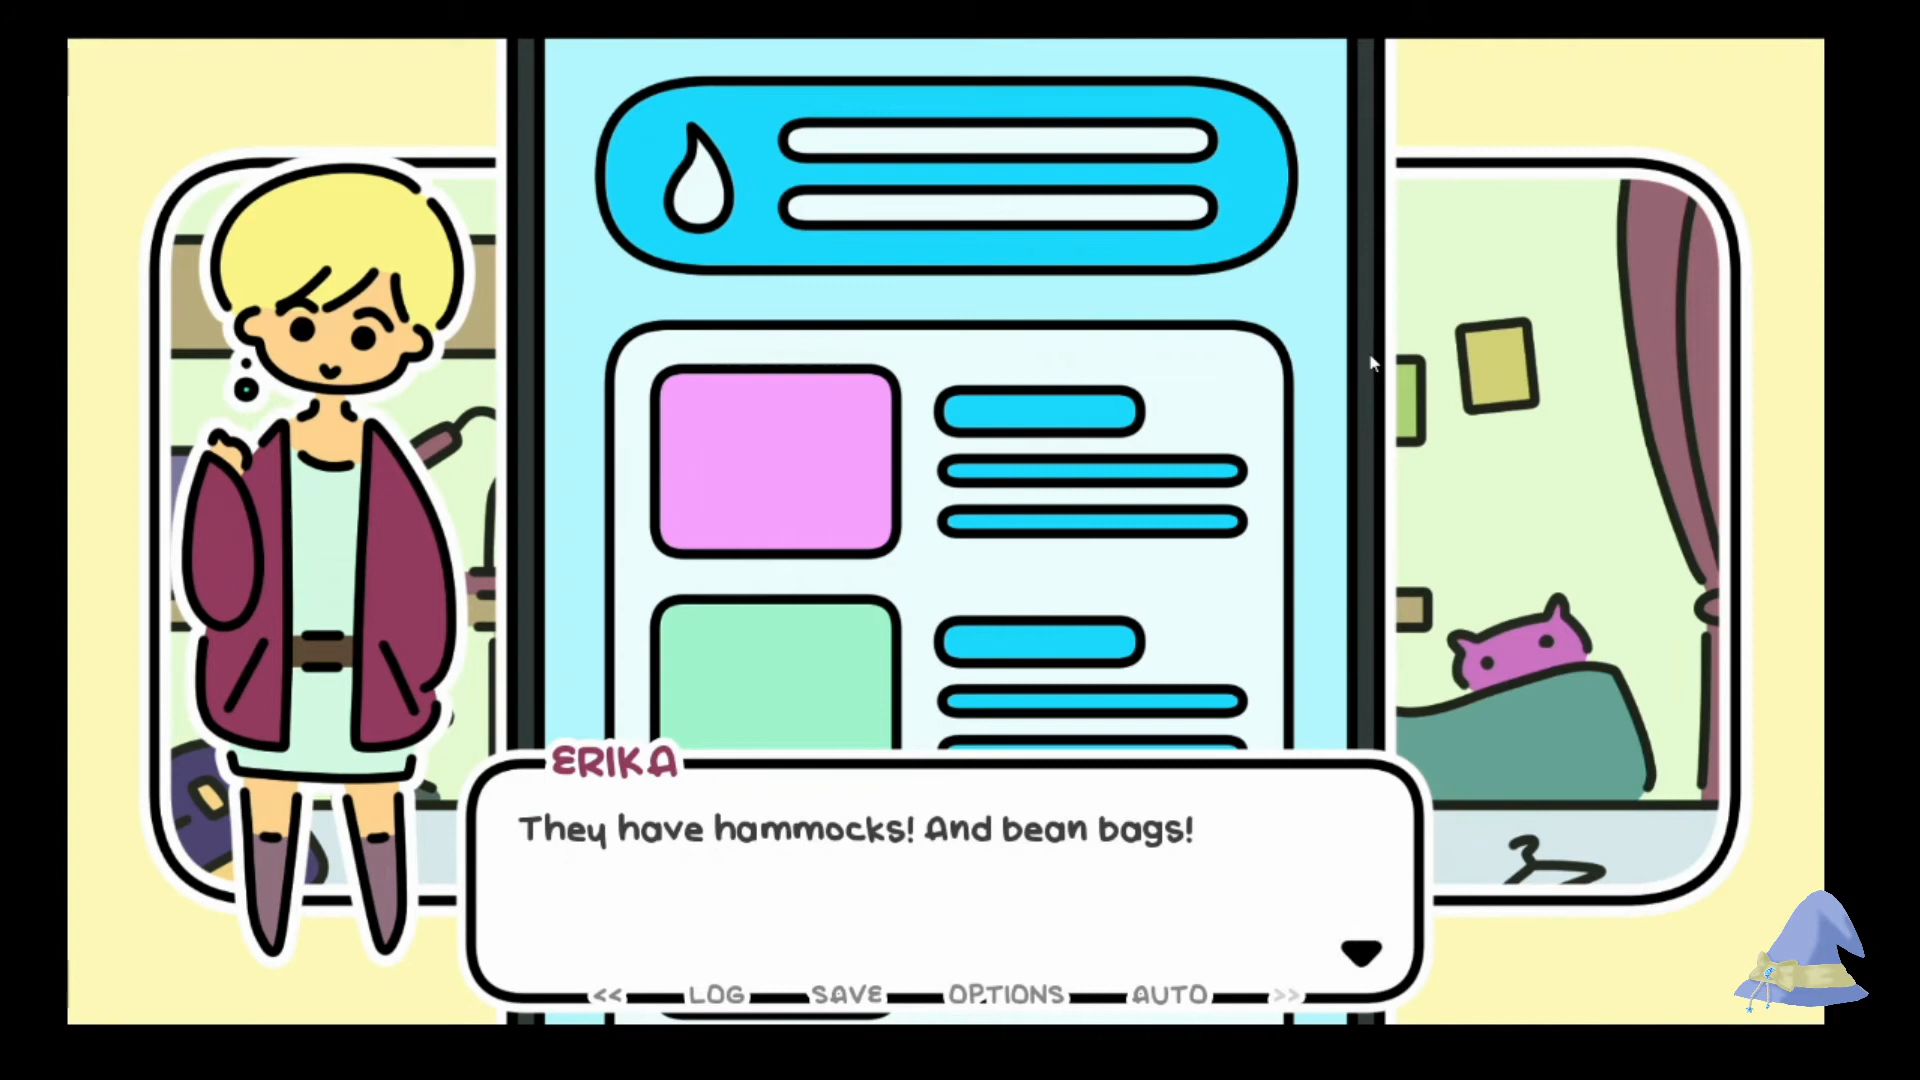 ERIKA
They have hammocks! And bean bags!
<< LOG SAVE OPTIONS AUTO >>